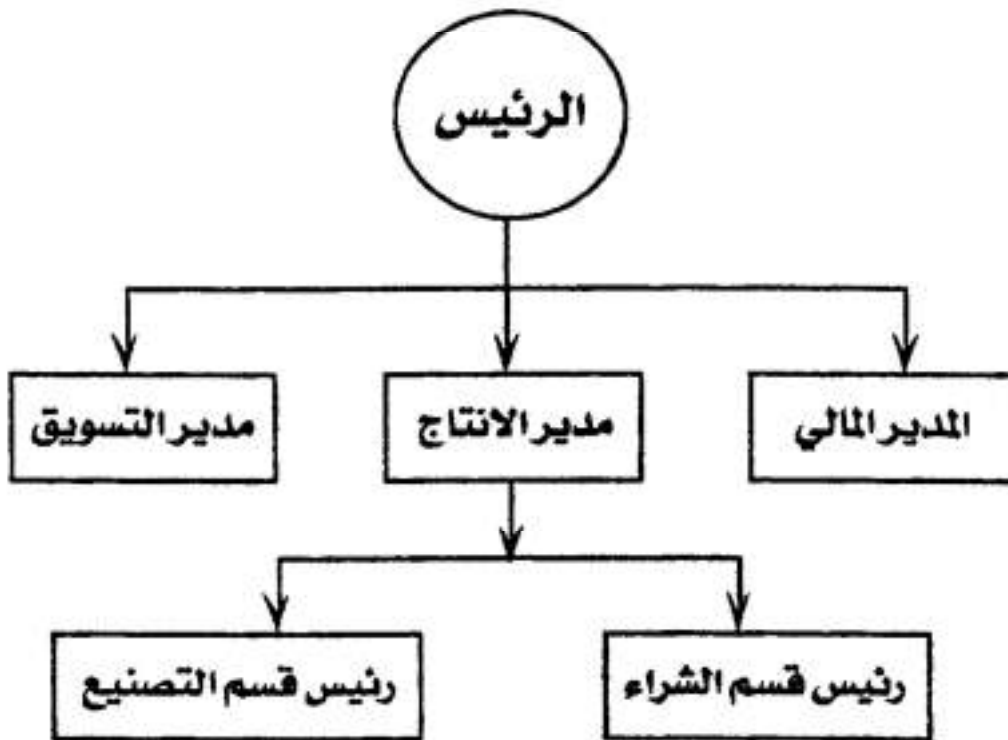 الرئيس
المدير المالي
مدير الانتاج
مدير التسويق
رئيس قسم الشراء
رئيس قسم التصنيع